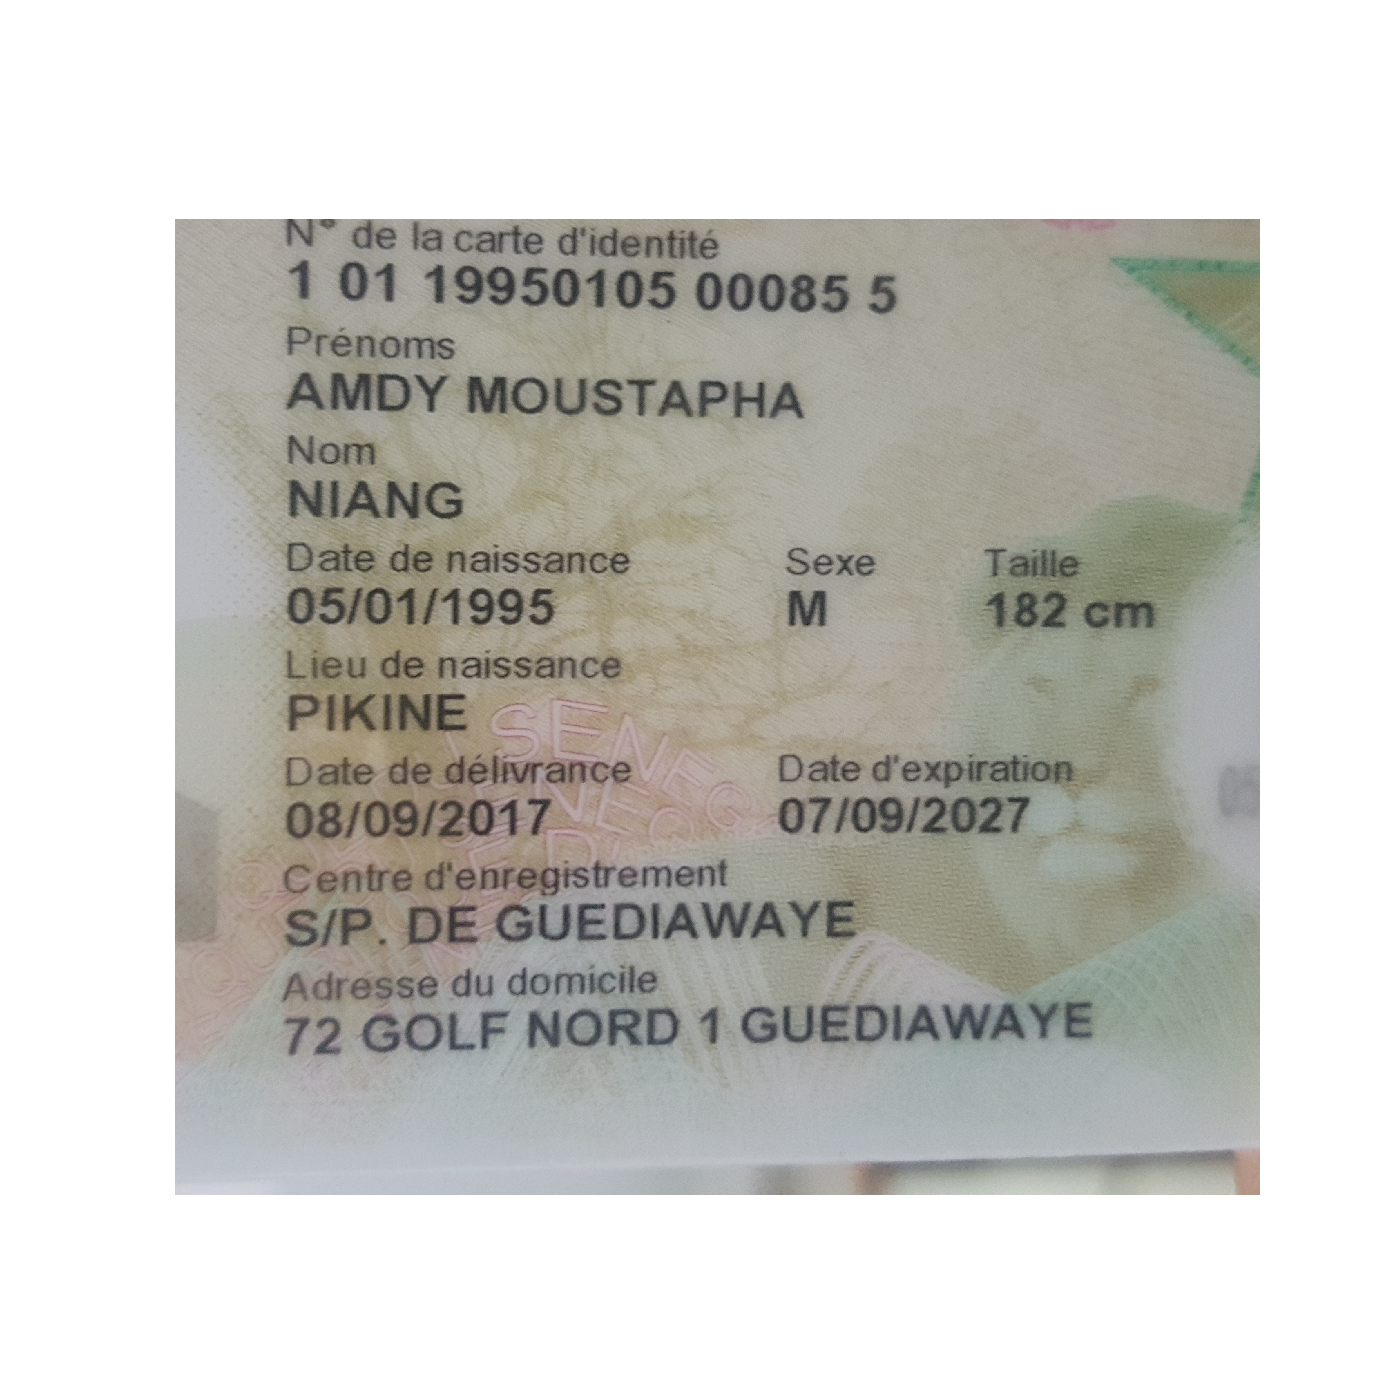 N° de la carte d'identité
1 01 19950105 00085 5
Prénoms
AMDY MOUSTAPHA
Nom
NIANG
Date de naissance Sexe Taille
05/01/1995 M 182 cm
Lieu de naissance
PIKINE
Date de délivrance Date d'expiration
08/09/2017 07/09/2027
Centre d'enregistrement
S/P. DE GUEDIAWAYE
Adresse du domicile
72 GOLF NORD 1 GUEDIAWAYE